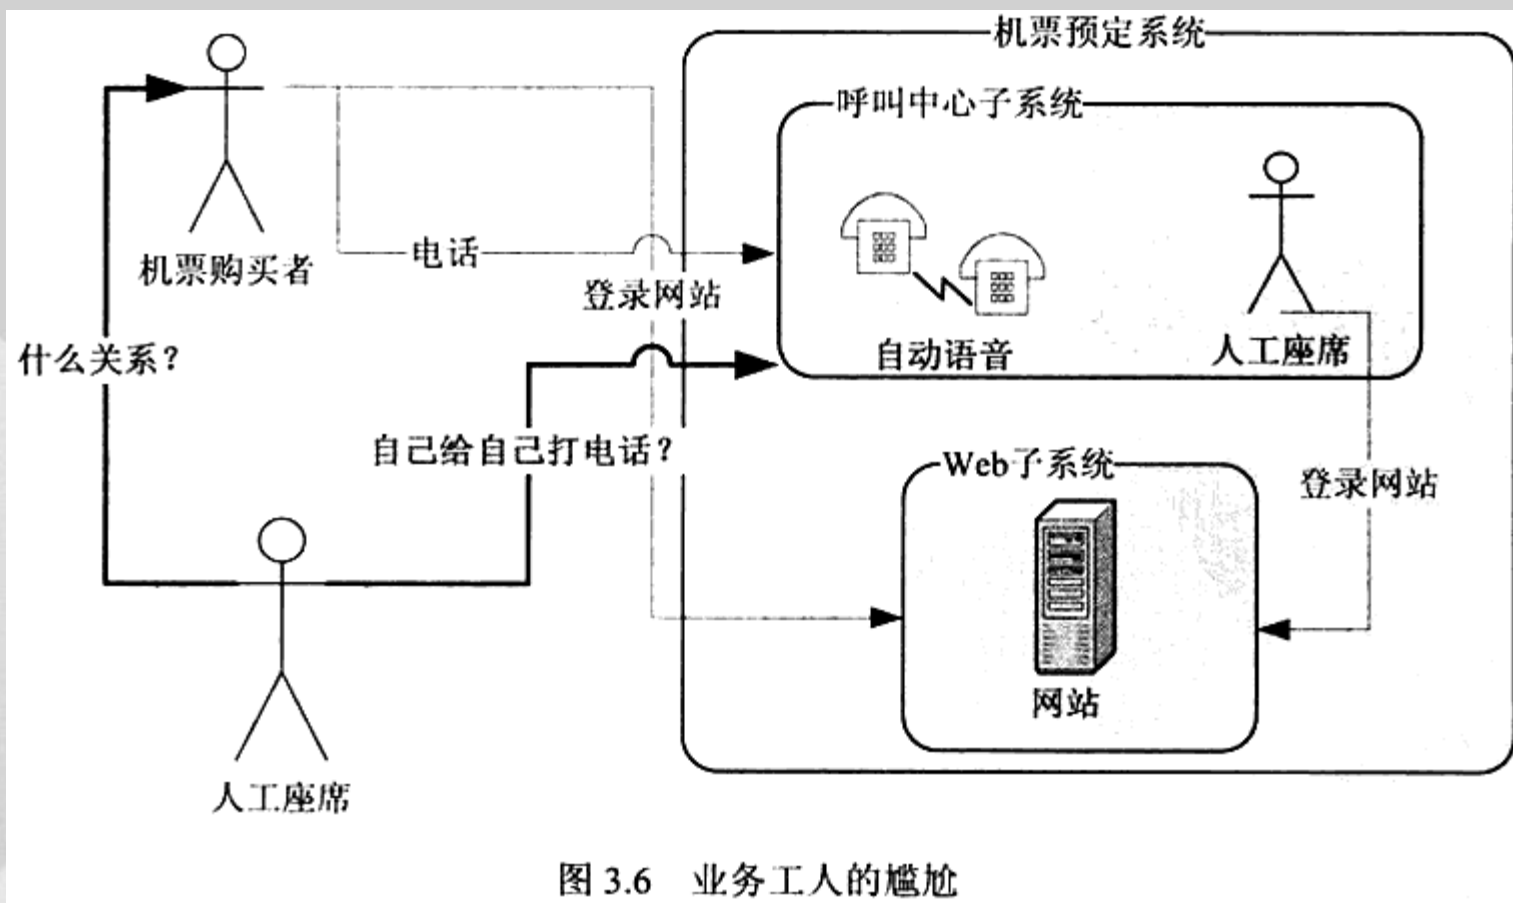 机票预定系统
呼叫中心子系统
机票购买者
电话
登录网站
自动语音
人工座席
什么关系？
自己给自己打电话？
Web子系统
登录网站
网站
人工座席
图 3.6 业务工人的尴尬